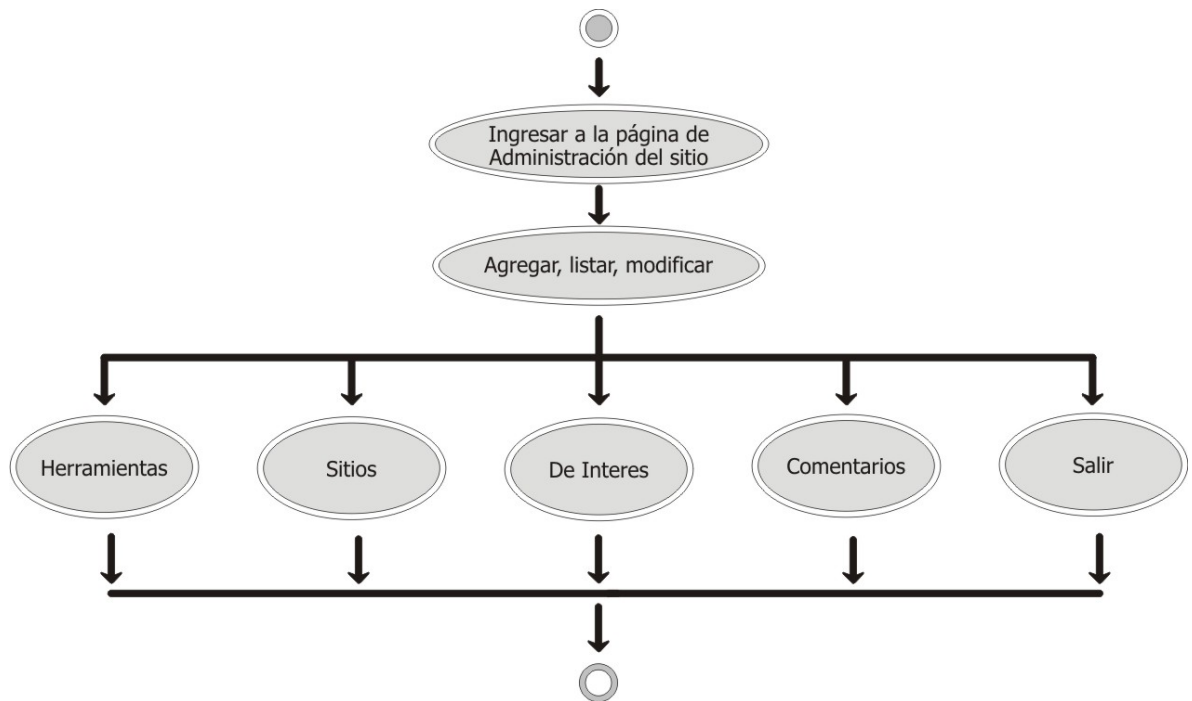 Ingresar a la página de
Administración del sitio
Agregar, listar, modificar
Herramientas
Sitios
De Interes
Comentarios
Salir